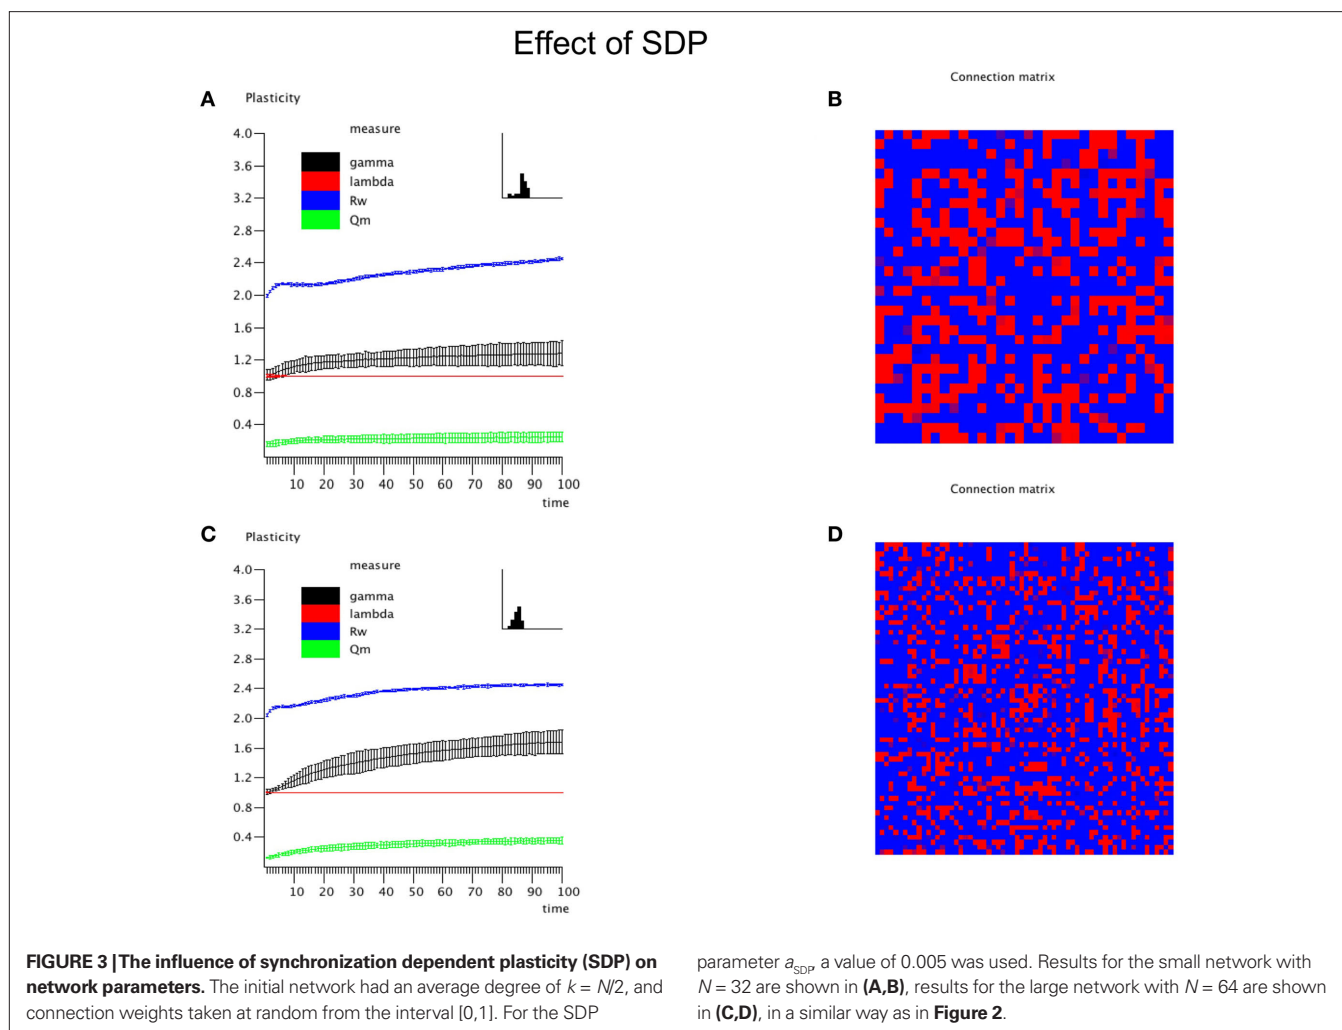 Effect of SDP
A Plasticity
measure
gamma
lambda
Rw
Qm
4.0
3.6
3.2
2.8
2.4
2.0
1.6
1.2
0.8
0.4
10 20 30 40 50 60 70 80 90 100
time
B
Connection matrix
C Plasticity
measure
gamma
lambda
Rw
Qm
4.0
3.6
3.2
2.8
2.4
2.0
1.6
1.2
0.8
0.4
10 20 30 40 50 60 70 80 90 100
time
D
Connection matrix
FIGURE 3 | The influence of synchronization dependent plasticity (SDP) on
network parameters. The initial network had an average degree of k = N/2, and
connection weights taken at random from the interval [0,1]. For the SDP
parameter aSDP, a value of 0.005 was used. Results for the small network with
N = 32 are shown in (A,B), results for the large network with N = 64 are shown
in (C,D), in a similar way as in Figure 2.